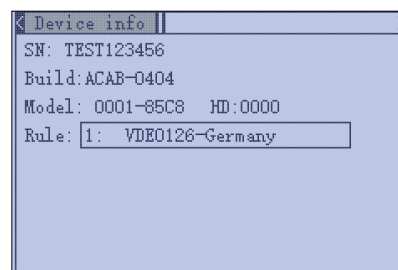 Device info
SN: TEST123456
Build:ACAB-0404
Model: 0001-85C8 HD:0000
Rule: 1: VDE0126-Germany